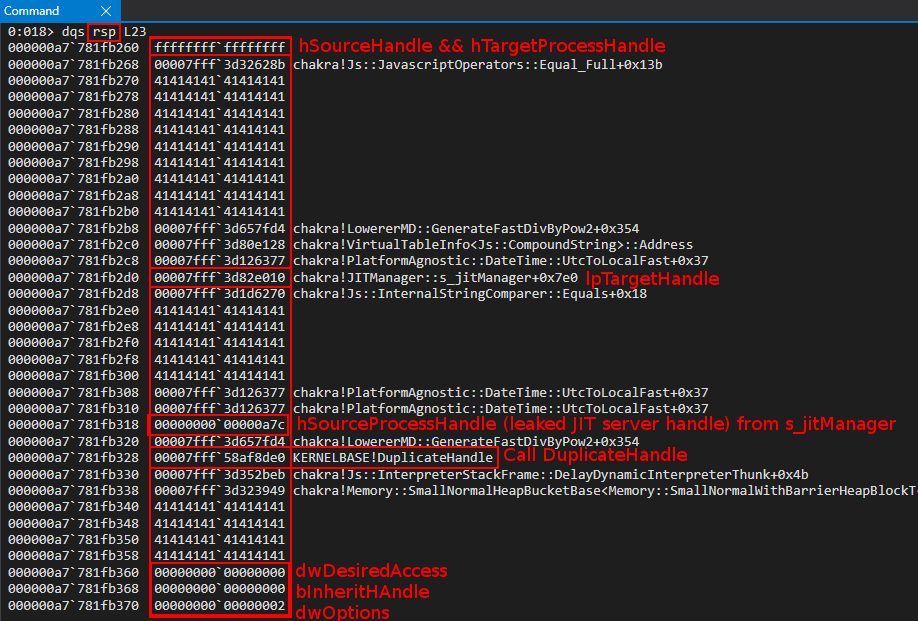 Command ×
0:018> dqs rsp L23
000000a7`781fb260 ffffffff`ffffffff hSourceHandle && hTargetProcessHandle
000000a7`781fb268 00007fff`3d32628b chakra!Js::JavascriptOperators::Equal_Full+0x13b
000000a7`781fb270 41414141`41414141
000000a7`781fb278 41414141`41414141
000000a7`781fb280 41414141`41414141
000000a7`781fb288 41414141`41414141
000000a7`781fb290 41414141`41414141
000000a7`781fb298 41414141`41414141
000000a7`781fb2a0 41414141`41414141
000000a7`781fb2a8 41414141`41414141
000000a7`781fb2b0 41414141`41414141
000000a7`781fb2b8 00007fff`3d657fd4 chakra!LowererMD::GenerateFastDivByPow2+0x354
000000a7`781fb2c0 00007fff`3d80e128 chakra!VirtualTableInfo<Js::CompoundString>::Address
000000a7`781fb2c8 00007fff`3d126377 chakra!PlatformAgnostic::DateTime::UtcToLocalFast+0x37
000000a7`781fb2d0 00007fff`3d82e010 chakra!JITManager::s_jitManager+0x7e0 lpTargetHandle
000000a7`781fb2d8 00007fff`3d1d6270 chakra!Js::InternalStringComparer::Equals+0x18
000000a7`781fb2e0 41414141`41414141
000000a7`781fb2e8 41414141`41414141
000000a7`781fb2f0 41414141`41414141
000000a7`781fb2f8 41414141`41414141
000000a7`781fb300 41414141`41414141
000000a7`781fb308 00007fff`3d126377 chakra!PlatformAgnostic::DateTime::UtcToLocalFast+0x37
000000a7`781fb310 00007fff`3d126377 chakra!PlatformAgnostic::DateTime::UtcToLocalFast+0x37
000000a7`781fb318 00000000`00000a7c hSourceProcessHandle (leaked JIT server handle) from s_jitManager
000000a7`781fb320 00007fff`3d657fd4 chakra!LowererMD::GenerateFastDivByPow2+0x354
000000a7`781fb328 00007fff`58af8de0 KERNELBASE!DuplicateHandle Call DuplicateHandle
000000a7`781fb330 00007fff`3d352beb chakra!Js::InterpreterStackFrame::DelayDynamicInterpreterThunk+0x4b
000000a7`781fb338 00007fff`3d323949 chakra!Memory::SmallNormalHeapBucketBase<Memory::SmallNormalWithBarrierHeapBlockT
000000a7`781fb340 41414141`41414141
000000a7`781fb348 41414141`41414141
000000a7`781fb350 41414141`41414141
000000a7`781fb358 41414141`41414141
000000a7`781fb360 00000000`00000000 dwDesiredAccess
000000a7`781fb368 00000000`00000000 bInheritHAndle
000000a7`781fb370 00000000`00000002 dwOptions